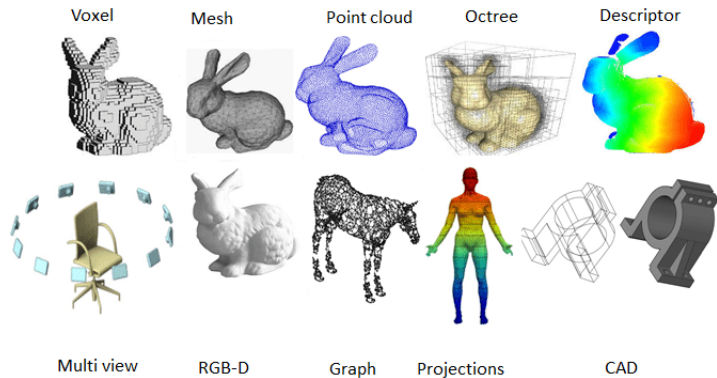 Voxel Mesh Point cloud Octree Descriptor
Multi view RGB-D Graph Projections CAD